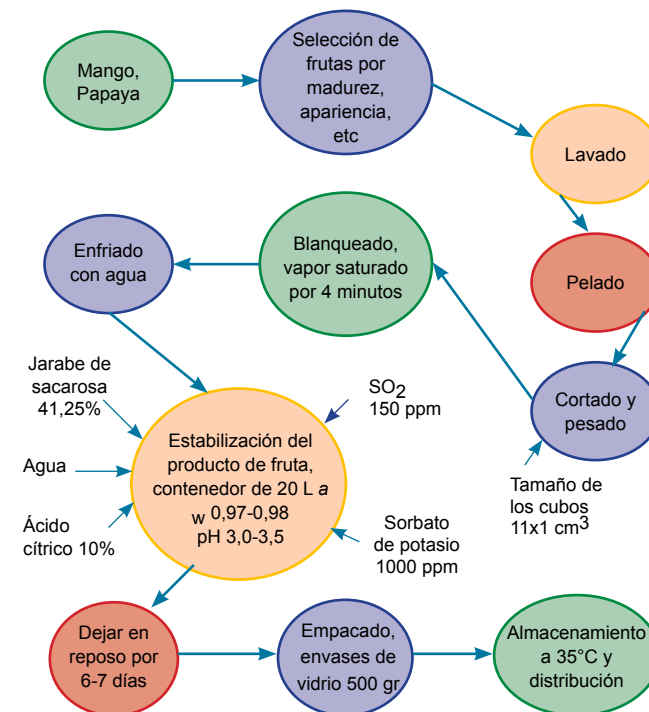 Mango,
Papaya
Selección de
frutas por
madurez,
apariencia,
etc
Lavado
Pelado
Cortado y
pesado
Tamaño de
los cubos
11x1 cm3
Blanqueado,
vapor saturado
por 4 minutos
Enfriado
con agua
Jarabe de
sacarosa
41,25%
Agua
Ácido
cítrico 10%
SO2
150 ppm
Sorbato
de potasio
1000 ppm
Estabilización del
producto de fruta,
contenedor de 20 L a
w 0,97-0,98
pH 3,0-3,5
Dejar en
reposo por
6-7 días
Empacado,
envases de
vidrio 500 gr
Almacenamiento
a 35°C y
distribución